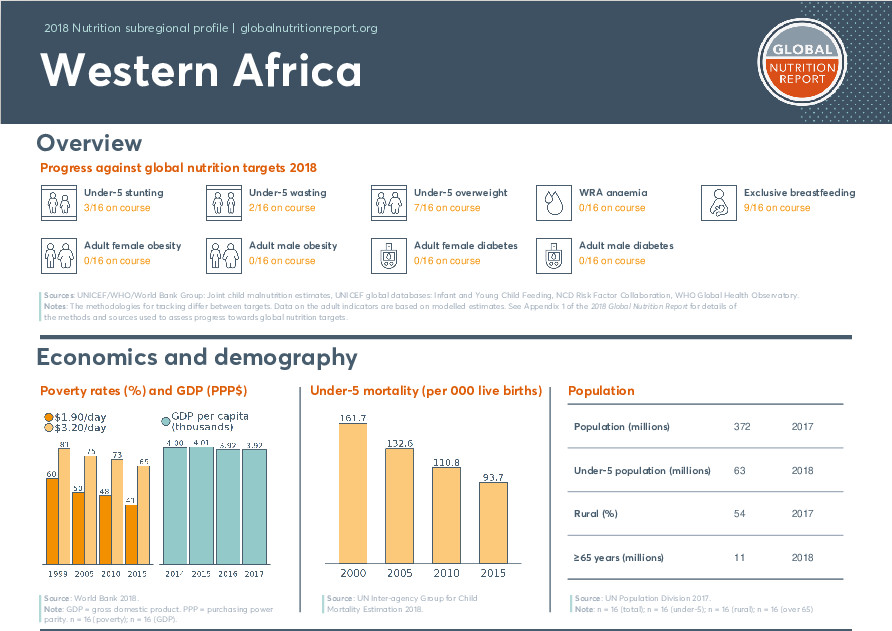 2018 Nutrition subregional profile | globalnutritionreport.org
Western Africa
GLOBAL
NUTRITION
REPORT
Overview
Progress against global nutrition targets 2018
Under-5 stunting
3/16 on course
Under-5 wasting
2/16 on course
Under-5 overweight
7/16 on course
WRA anaemia
0/16 on course
Exclusive breastfeeding
9/16 on course
Adult female obesity
0/16 on course
Adult male obesity
0/16 on course
Adult female diabetes
0/16 on course
Adult male diabetes
0/16 on course
Sources: UNICEF/WHO/World Bank Group: Joint child malnutrition estimates, UNICEF global databases: Infant and Young Child Feeding, NCD Risk Factor Collaboration, WHO Global Health Observatory.
Notes: The methodologies for tracking differ between targets. Data on the adult indicators are based on modelled estimates. See Appendix 1 of the 2018 Global Nutrition Report for details of
the methods and sources used to assess progress towards global nutrition targets.
Economics and demography
Poverty rates (%) and GDP (PPP$)
$1.90/day
$3.20/day
GDP per capita
(thousands)
60 81 50 75 48 73 41 65
1999 2005 2010 2015
4.00 4.01 3.92 3.92
2014 2015 2016 2017
Source: World Bank 2018.
Note: GDP = gross domestic product. PPP = purchasing power
parity. n = 16 (poverty); n = 16 (GDP).
Under-5 mortality (per 000 live births)
161.7
132.6
110.8
93.7
2000 2005 2010 2015
Source: UN Inter-agency Group for Child
Mortality Estimation 2018.
Population
Population (millions) 372 2017
Under-5 population (millions) 63 2018
Rural (%) 54 2017
≥65 years (millions) 11 2018
Source: UN Population Division 2017.
Note: n = 16 (total); n = 16 (under-5); n = 16 (rural); n = 16 (over 65)